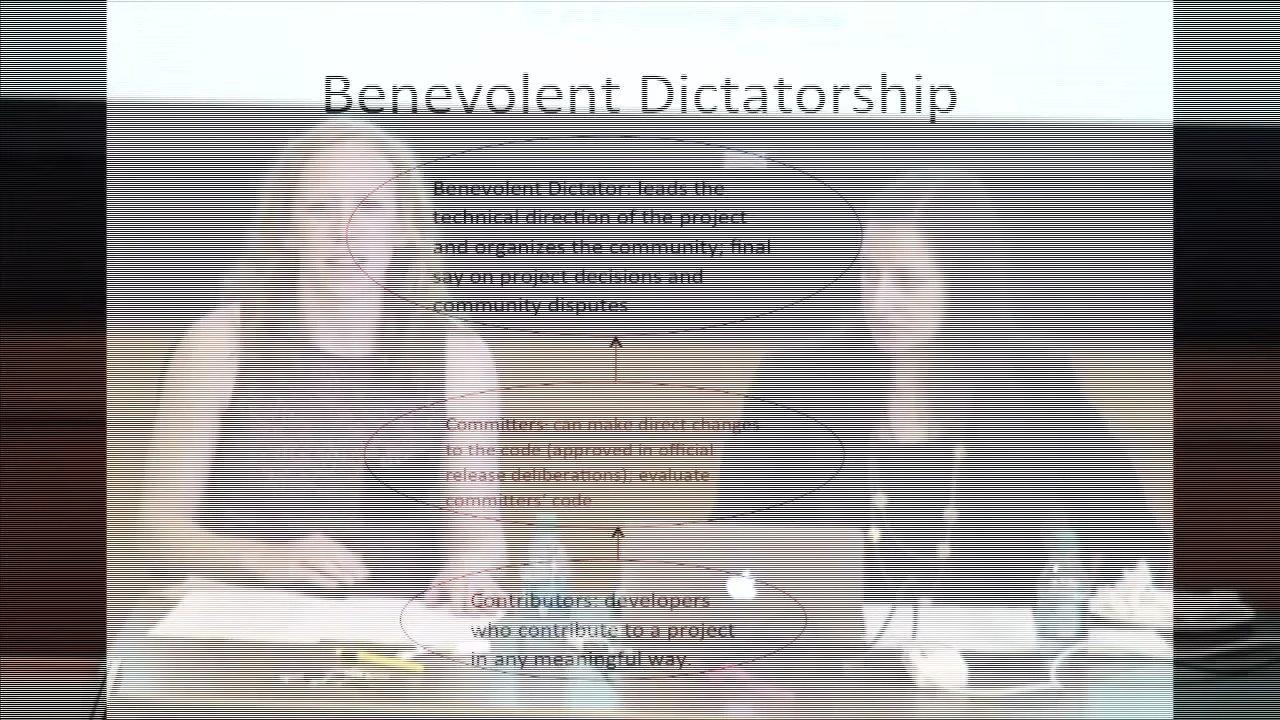 Benevolent Dictatorship
Benevolent Dictator: leads the
technical direction of the project
and organizes the community; final
say on project decisions and
community disputes
Committers: can make direct changes
to the code (approved in official
release deliberations); evaluate
committers' code
Contributors: developers
who contribute to a project
in any meaningful way.